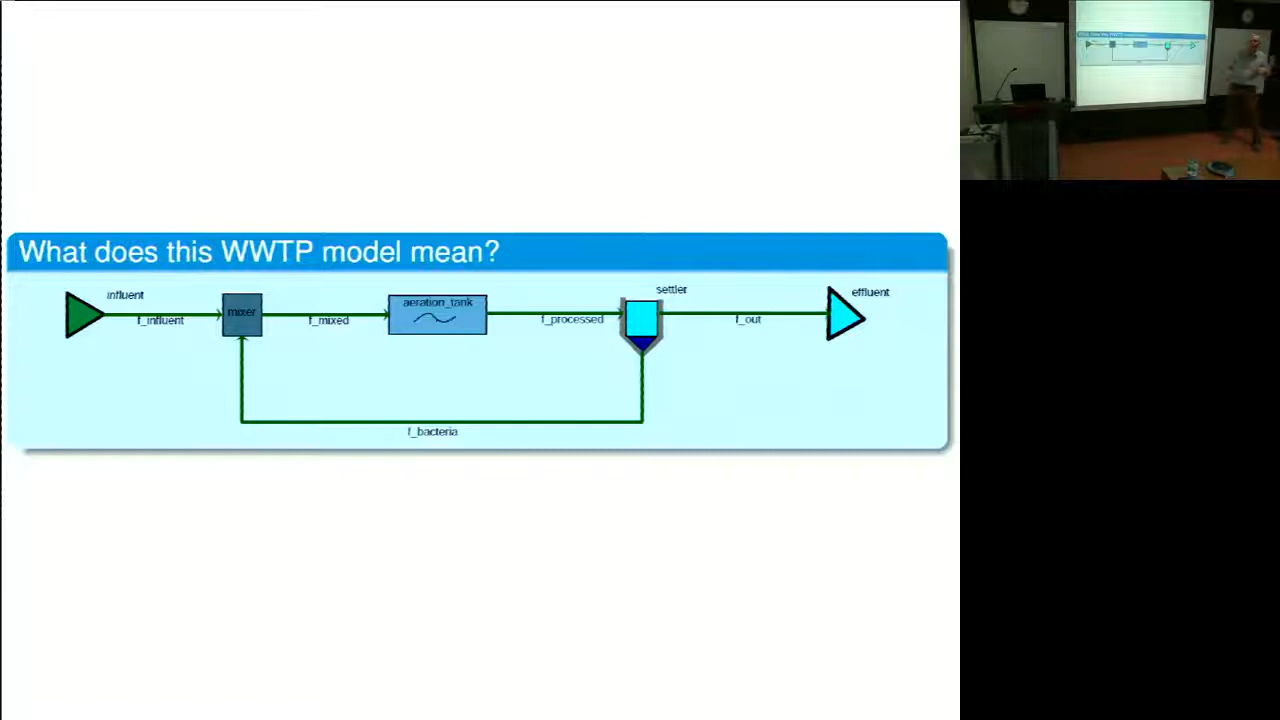 What does this WWTP model mean?
influent
f_influent
mixer
f_mixed
aeration_tank
f_processed
settler
f_out
effluent
f_bacteria